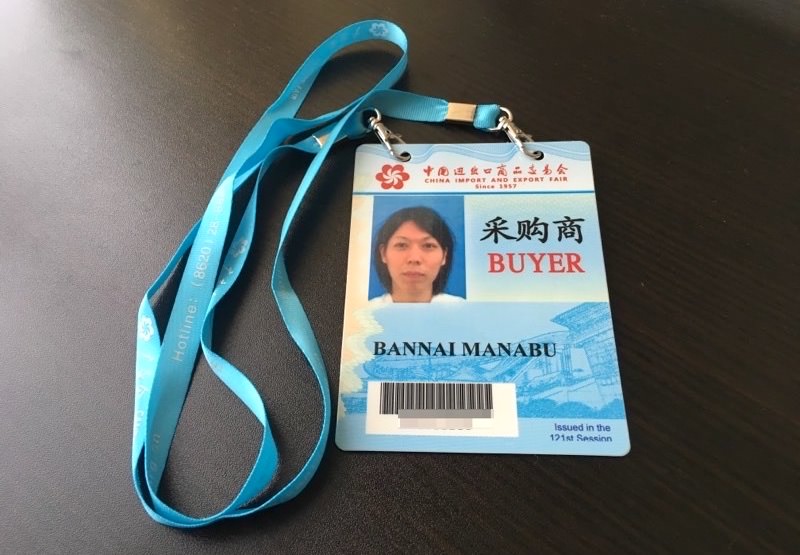 中国进出口商品交易会
CHINA IMPORT AND EXPORT FAIR
Since 1957
采购商
BUYER
BANNAI MANABU
Issued in the
121st Session
Hotline: (8620) 28